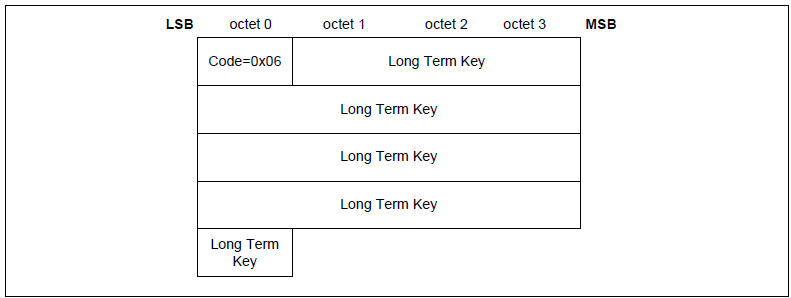 LSB octet 0 octet 1 octet 2 octet 3 MSB
Code=0x06 Long Term Key
Long Term Key
Long Term Key
Long Term Key
Long Term
Key